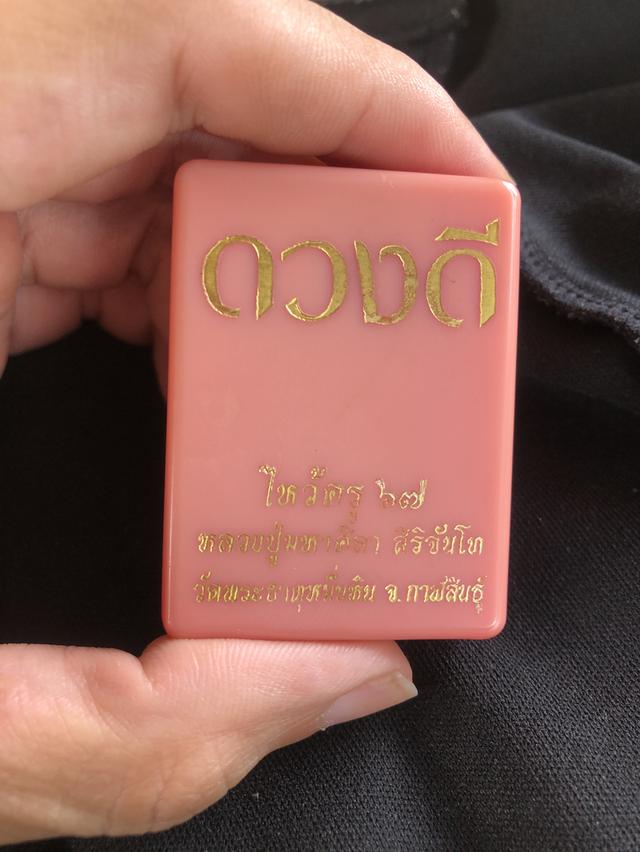 ดวงดี
ไหว้ครู ๖๗
หลวงปู่มหาศิลา สิริจันโท
วัดพระธาตุหมื่นหิน จ.กาฬสินธุ์